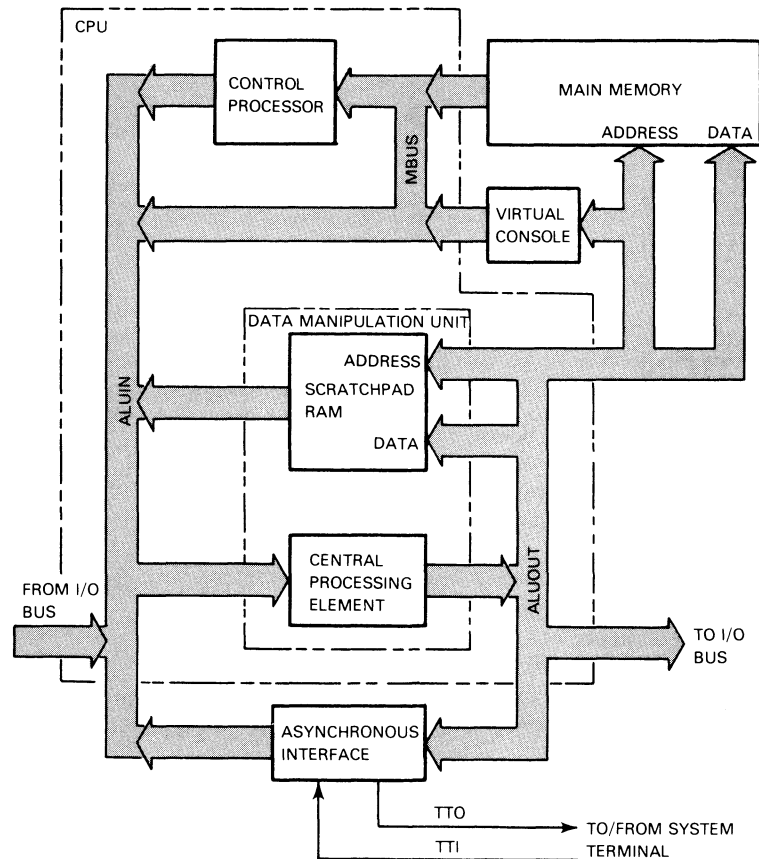 CPU
CONTROL
PROCESSOR
MAIN MEMORY
ADDRESS DATA
MBUS
VIRTUAL
CONSOLE
DATA MANIPULATION UNIT
ADDRESS
SCRATCHPAD
RAM
DATA
ALUIN
CENTRAL
PROCESSING
ELEMENT
ALUOUT
FROM I/O
BUS
TO I/O
BUS
ASYNCHRONOUS
INTERFACE
TTO
TO/FROM SYSTEM
TERMINAL
TTI